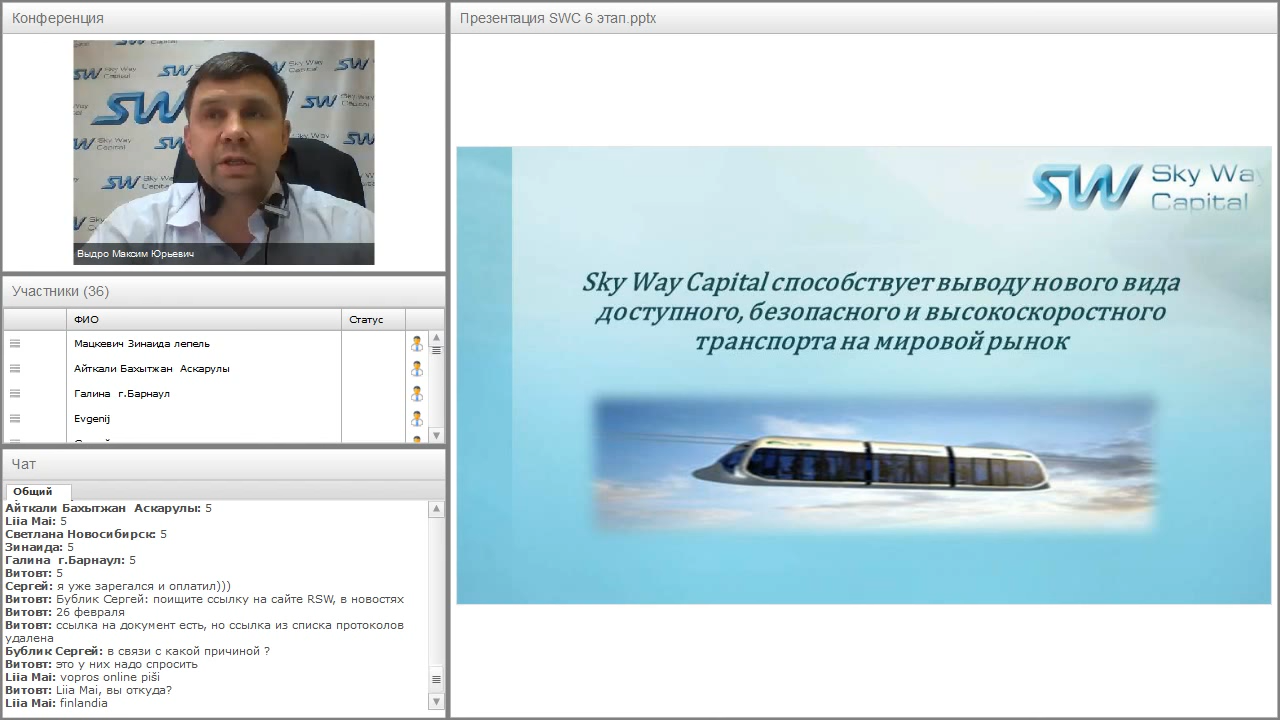 Конференция
SW Sky Way Capital
Выдро Максим Юрьевич
Участники (36)
ФИО Статус
Мацкевич Зинаида лепель
Айткали Бахытжан Аскарулы
Галина г.Барнаул
Evgenij
Чат
Общий
Айткали Бахытжан Аскарулы: 5
Liia Mai: 5
Светлана Новосибирск: 5
Зинаида: 5
Галина г.Барнаул: 5
Витовт: 5
Сергей: я уже зарегался и оплатил)))
Витовт: Бублик Сергей: поищите ссылку на сайте RSW, в новостях
Витовт: 26 февраля
Витовт: ссылка на документ есть, но ссылка из списка протоколов
удалена
Бублик Сергей: в связи с какой причиной ?
Витовт: это у них надо спросить
Liia Mai: vopros online piši
Витовт: Liia Mai, вы откуда?
Liia Mai: finlandia
Презентация SWC 6 этап.pptx
SW Sky Way
Capital
Sky Way Capital способствует выводу нового вида
доступного, безопасного и высокоскоростного
транспорта на мировой рынок